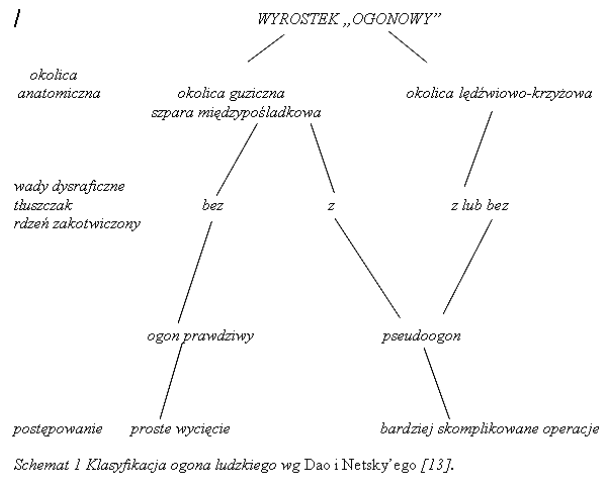 WYROSTEK „OGONOWY”
okolica
anatomiczna
okolica guziczna
szpara międzypośladkowa
okolica lędźwiowo-krzyżowa
wady dysraficzne
tłuszczak
rdzeń zakotwiczony
bez
z
z lub bez
ogon prawdziwy
pseudoogon
postępowanie
proste wycięcie
bardziej skomplikowane operacje
Schemat 1 Klasyfikacja ogona ludzkiego wg Dao i Netsky’ego [13].